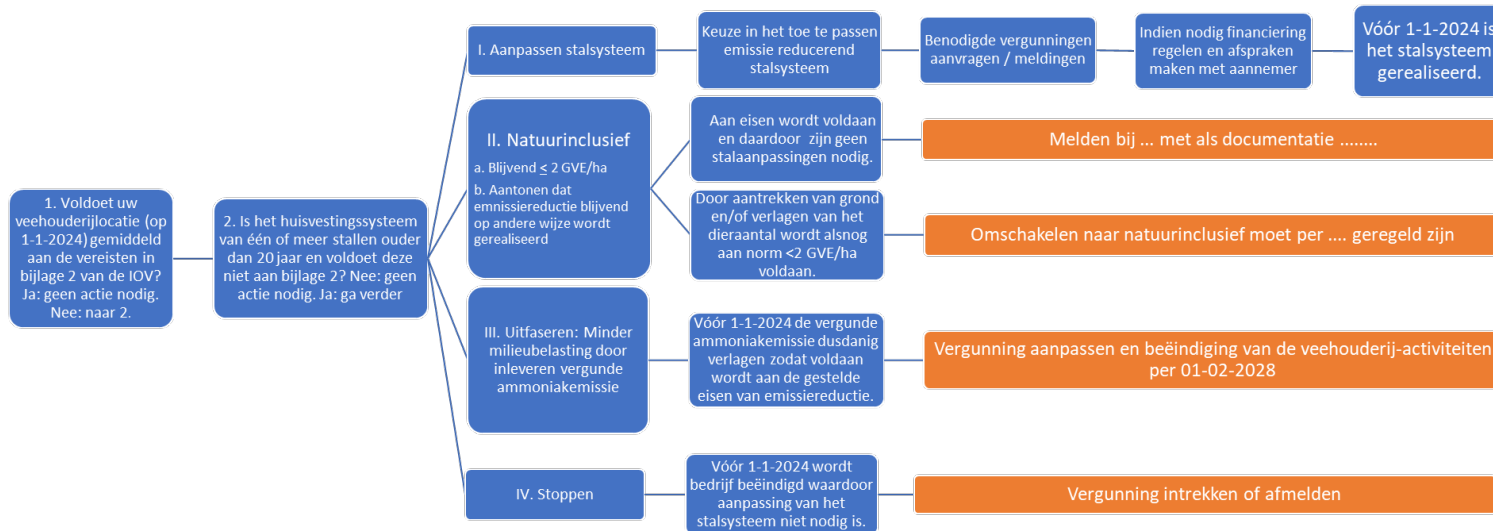 1. Voldoet uw
veehouderijlocatie (op
1-1-2024) gemiddeld
aan de vereisten in
bijlage 2 van de IOV?
Ja: geen actie nodig.
Nee: naar 2.
2. Is het huisvestingssysteem
van één of meer stallen ouder
dan 20 jaar en voldoet deze
niet aan bijlage 2? Nee: geen
actie nodig. Ja: ga verder
I. Aanpassen stalsysteem
Keuze in het toe te passen
emissie reducerend
stalsysteem
Benodigde vergunningen
aanvragen / meldingen
Indien nodig financiering
regelen en afspraken
maken met aannemer
Vóór 1-1-2024 is
het stalsysteem
gerealiseerd.
II. Natuurinclusief
a. Blijvend ≤ 2 GVE/ha
b. Aantonen dat
emnissiereductie blijvend
op andere wijze wordt
gerealiseerd
Aan eisen wordt voldaan
en daardoor zijn geen
stalaanpassingen nodig.
Melden bij ... met als documentatie ........
Door aantrekken van grond
en/of verlagen van het
dieraantal wordt alsnog
aan norm <2 GVE/ha
voldaan.
Omschakelen naar natuurinclusief moet per .... geregeld zijn
III. Uitfaseren: Minder
milieubelasting door
inleveren vergunde
ammoniakemissie
Vóór 1-1-2024 de vergunde
ammoniakemissie dusdanig
verlagen zodat voldaan
wordt aan de gestelde
eisen van emissiereductie.
Vergunning aanpassen en beëindiging van de veehouderij-activiteiten
per 01-02-2028
IV. Stoppen
Vóór 1-1-2024 wordt
bedrijf beëindigd waardoor
aanpassing van het
stalsysteem niet nodig is.
Vergunning intrekken of afmelden